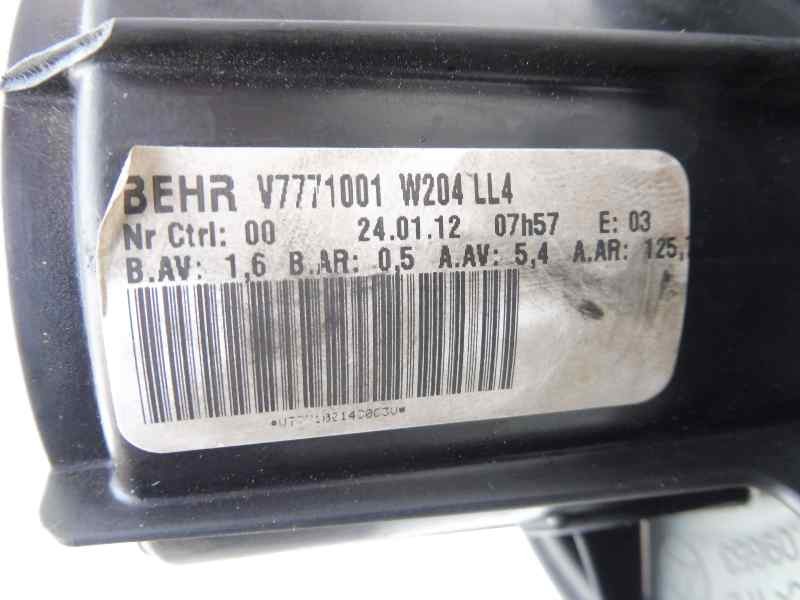 BEHR V7771001 W204 LL4
Nr Ctrl: 00 24.01.12 07h57 E: 03
B.AV: 1,6 B.AR: 0,5 A.AV: 5,4 A.AR: 125,